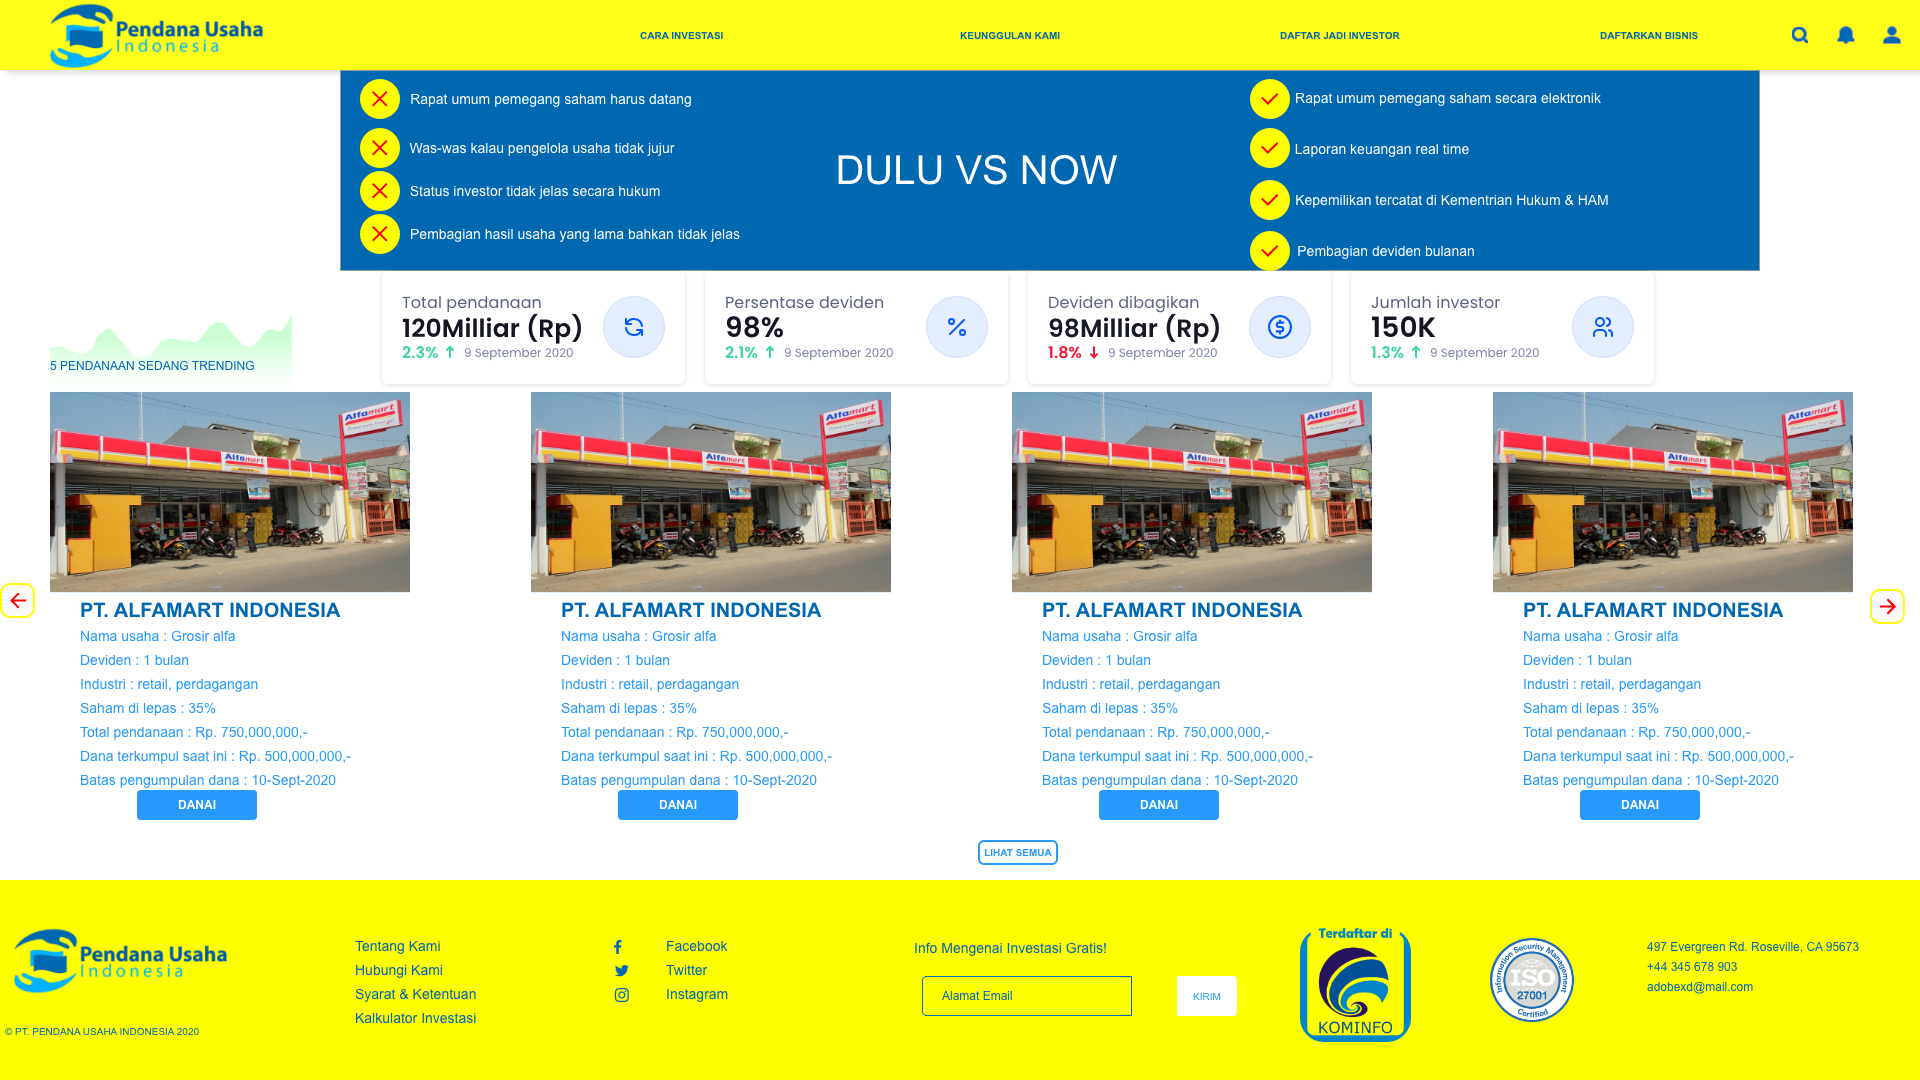 Pendana Usaha
Indonesia
CARA INVESTASI
KEUNGGULAN KAMI
DAFTAR JADI INVESTOR
DAFTARKAN BISNIS
Rapat umum pemegang saham harus datang
Was-was kalau pengelola usaha tidak jujur
Status investor tidak jelas secara hukum
Pembagian hasil usaha yang lama bahkan tidak jelas
DULU VS NOW
Rapat umum pemegang saham secara elektronik
Laporan keuangan real time
Kepemilikan tercatat di Kementrian Hukum & HAM
Pembagian deviden bulanan
Total pendanaan
120Milliar (Rp)
2.3% ↑ 9 September 2020
Persentase deviden
98%
2.1% ↑ 9 September 2020
Deviden dibagikan
98Milliar (Rp)
1.8% ↓ 9 September 2020
Jumlah investor
150K
1.3% ↑ 9 September 2020
5 PENDANAAN SEDANG TRENDING
Alfamart
Alfamart
PT. ALFAMART INDONESIA
Nama usaha : Grosir alfa
Deviden : 1 bulan
Industri : retail, perdagangan
Saham di lepas : 35%
Total pendanaan : Rp. 750,000,000,-
Dana terkumpul saat ini : Rp. 500,000,000,-
Batas pengumpulan dana : 10-Sept-2020
DANAI
Alfamart
Alfamart
PT. ALFAMART INDONESIA
Nama usaha : Grosir alfa
Deviden : 1 bulan
Industri : retail, perdagangan
Saham di lepas : 35%
Total pendanaan : Rp. 750,000,000,-
Dana terkumpul saat ini : Rp. 500,000,000,-
Batas pengumpulan dana : 10-Sept-2020
DANAI
Alfamart
Alfamart
PT. ALFAMART INDONESIA
Nama usaha : Grosir alfa
Deviden : 1 bulan
Industri : retail, perdagangan
Saham di lepas : 35%
Total pendanaan : Rp. 750,000,000,-
Dana terkumpul saat ini : Rp. 500,000,000,-
Batas pengumpulan dana : 10-Sept-2020
DANAI
Alfamart
Alfamart
PT. ALFAMART INDONESIA
Nama usaha : Grosir alfa
Deviden : 1 bulan
Industri : retail, perdagangan
Saham di lepas : 35%
Total pendanaan : Rp. 750,000,000,-
Dana terkumpul saat ini : Rp. 500,000,000,-
Batas pengumpulan dana : 10-Sept-2020
DANAI
LIHAT SEMUA
Pendana Usaha
Indonesia
© PT. PENDANA USAHA INDONESIA 2020
Tentang Kami
Hubungi Kami
Syarat & Ketentuan
Kalkulator Investasi
Facebook
Twitter
Instagram
Info Mengenai Investasi Gratis!
Alamat Email
KIRIM
Terdaftar di
KOMINFO
Information Security Management
ISO
27001
Certified
497 Evergreen Rd. Roseville, CA 95673
+44 345 678 903
adobexd@mail.com